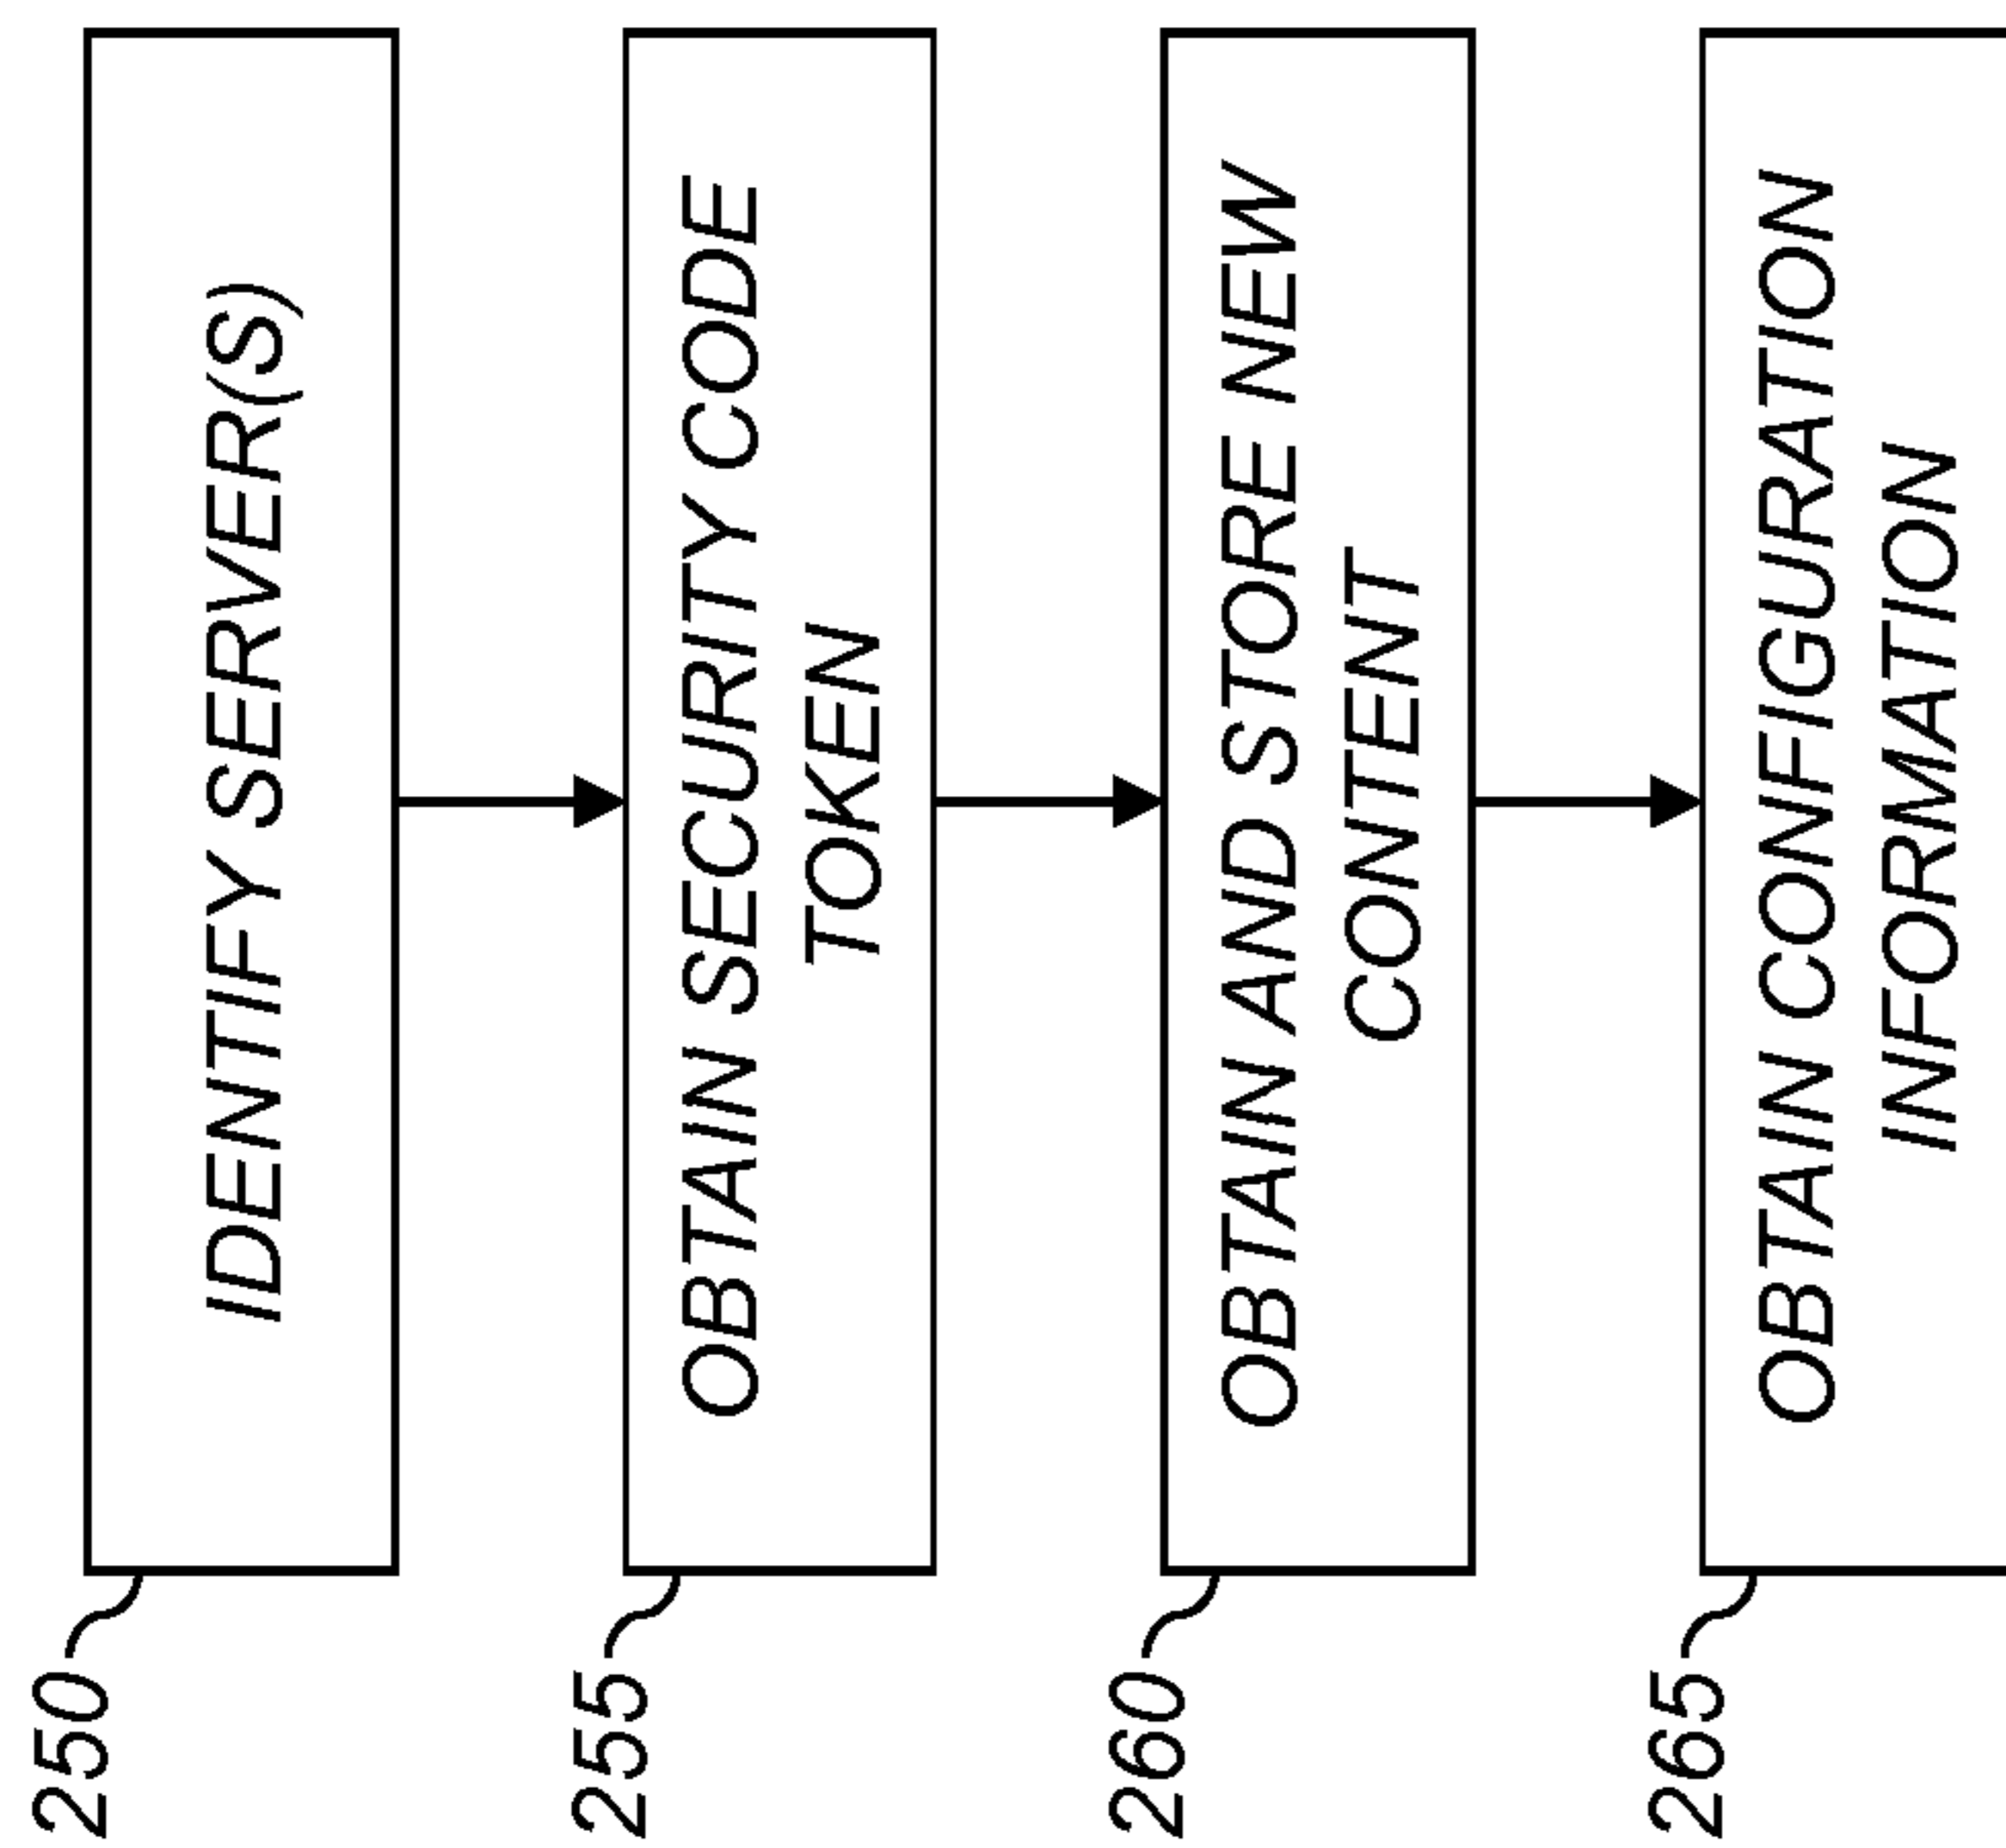 250
IDENTIFY SERVER(S)
255
OBTAIN SECURITY CODE
TOKEN
260
OBTAIN AND STORE NEW
CONTENT
265
OBTAIN CONFIGURATION
INFORMATION